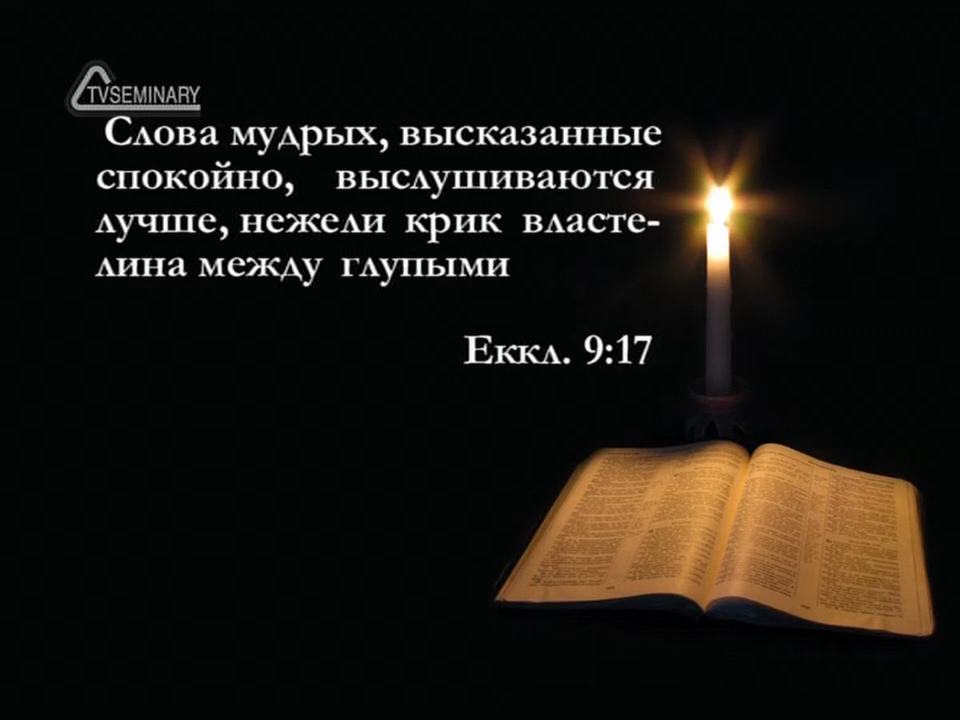 TVSEMINARY
Слова мудрых, высказанные
спокойно, выслушиваются
лучше, нежели крик власте-
лина между глупыми
Еккл. 9:17